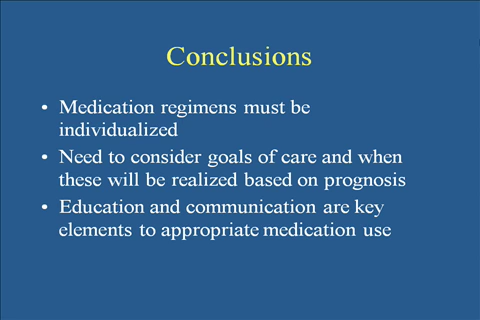 Conclusions
• Medication regimens must be
individualized
• Need to consider goals of care and when
these will be realized based on prognosis
• Education and communication are key
elements to appropriate medication use